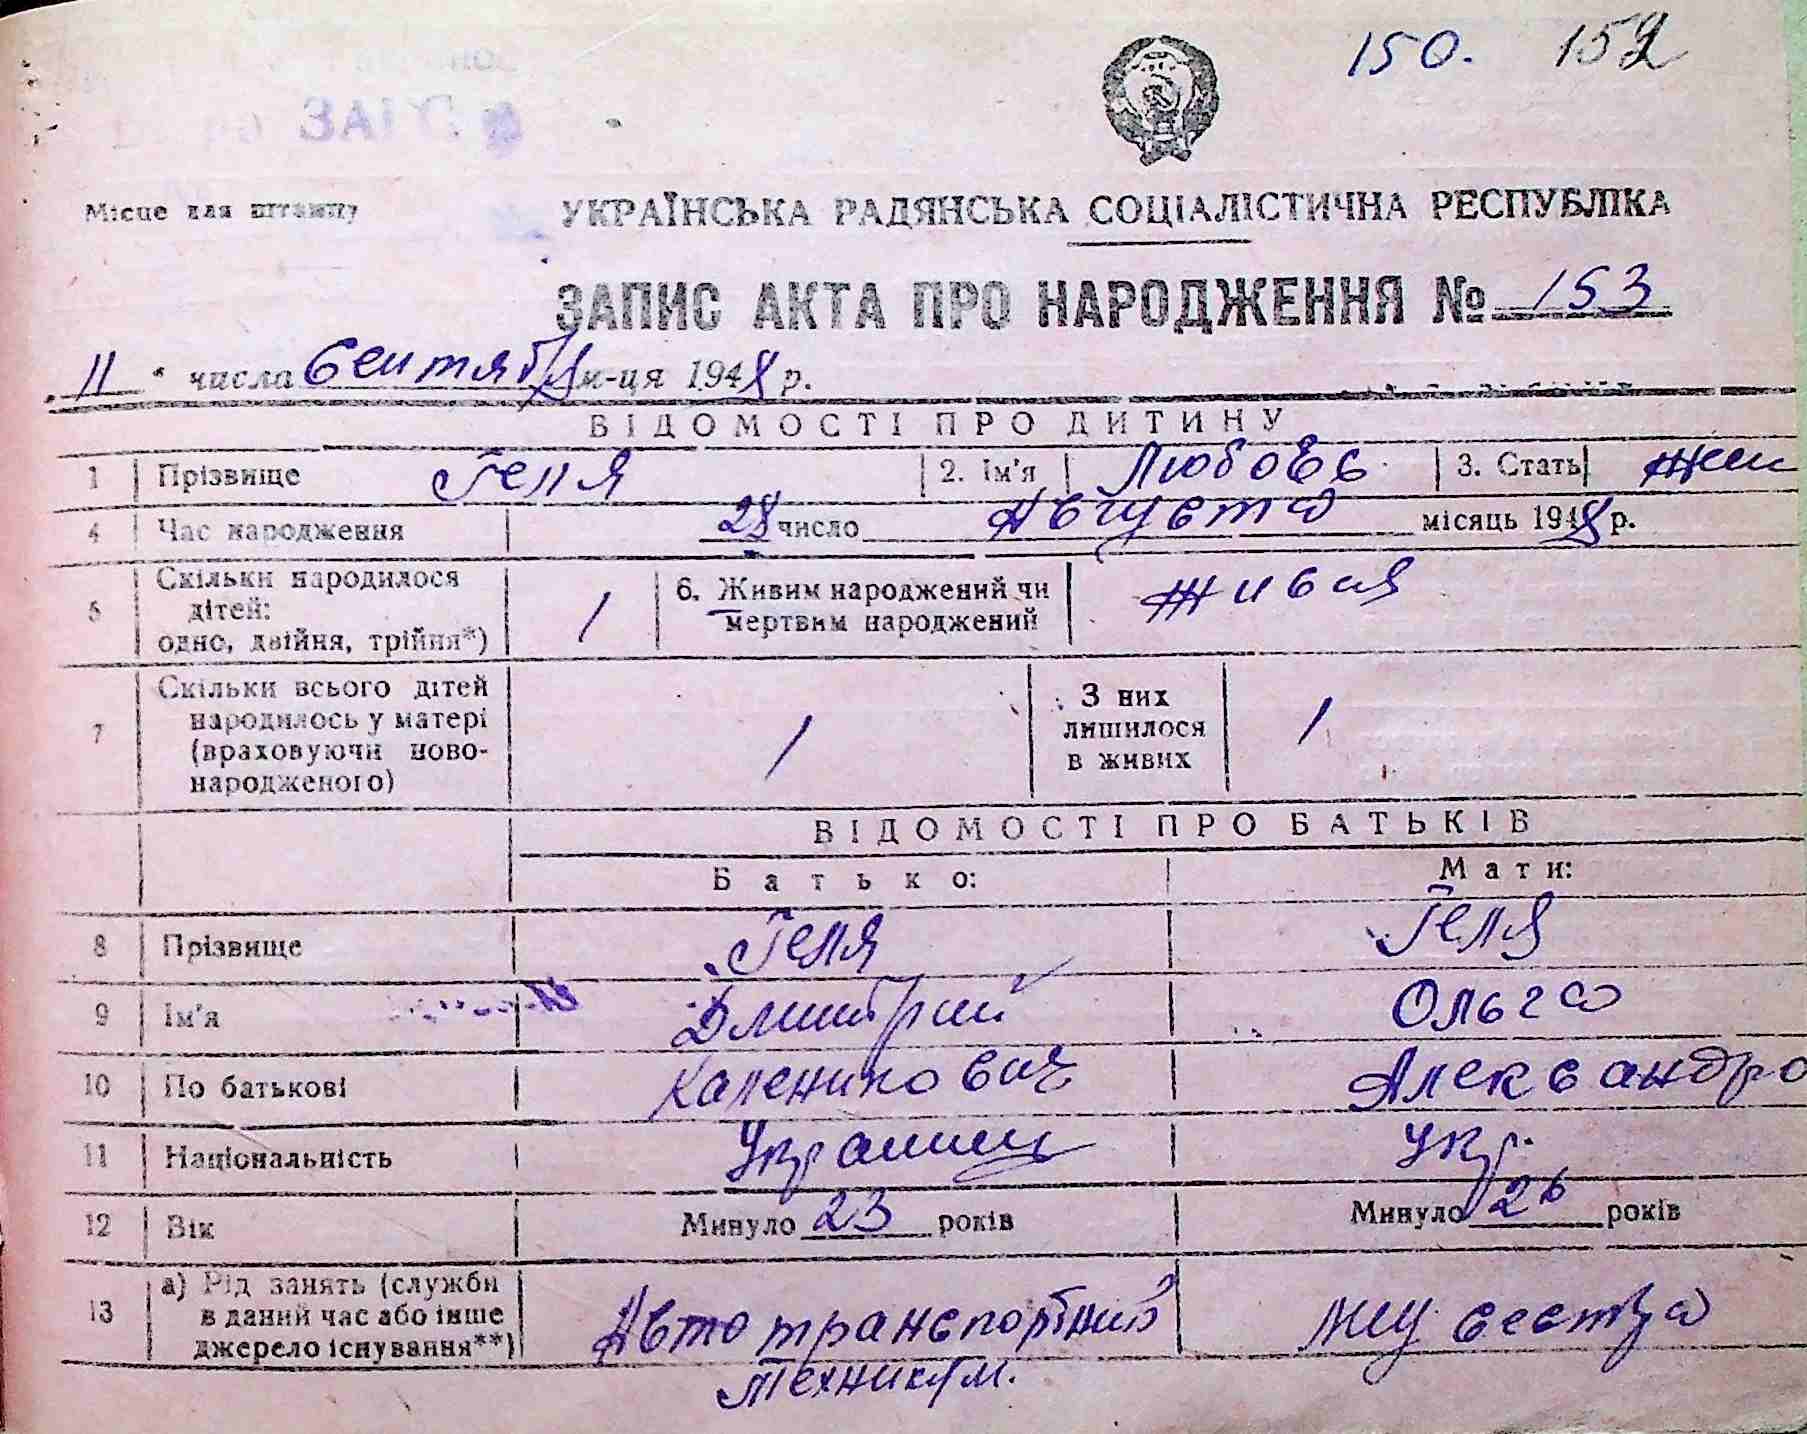 150. 152
ЗАГС
Місце для штампу
УКРАЇНСЬКА РАДЯНСЬКА СОЦІАЛІСТИЧНА РЕСПУБЛІКА
ЗАПИС АКТА ПРО НАРОДЖЕННЯ № 153
11 " числа Сентября м-ця 1948 р.
ВІДОМОСТІ ПРО ДИТИНУ
1 Прізвище Геля 2. Ім'я Любовь 3. Стать жен
4 Час народження 28 число Августа місяць 1948 р.
5 Скільки народилося
дітей:
одно, двійня, трійня*) 1
6. Живим народжений чи
мертвим народжений живая
7 Скільки всього дітей
народилось у матері
(враховуючи ново-
народженого) 1
З них
лишилося
в живих 1
ВІДОМОСТІ ПРО БАТЬКІВ
Батько: Мати:
8 Прізвище Геля Геля
9 Ім'я Дмитрий Ольга
10 По батькові Каленикович Александро
11 Національність Украинец Укр.
12 Вік Минуло 23 років Минуло 26 років
13 а) Рід занять (служби
в даний час або інше
джерело існування**)
Автотранспортный
техникум.